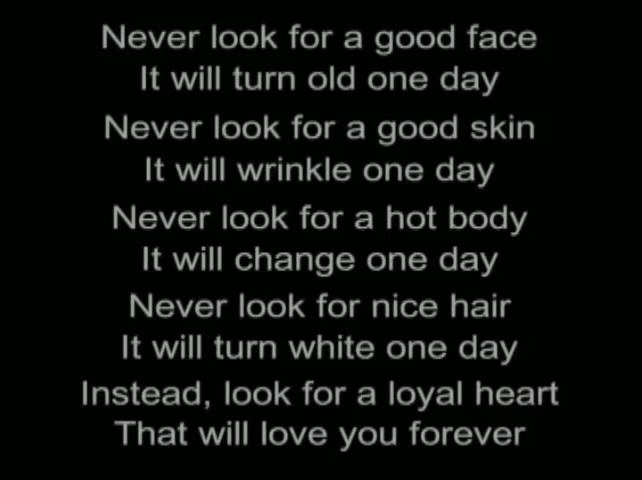 Never look for a good face
It will turn old one day
Never look for a good skin
It will wrinkle one day
Never look for a hot body
It will change one day
Never look for nice hair
It will turn white one day
Instead, look for a loyal heart
That will love you forever